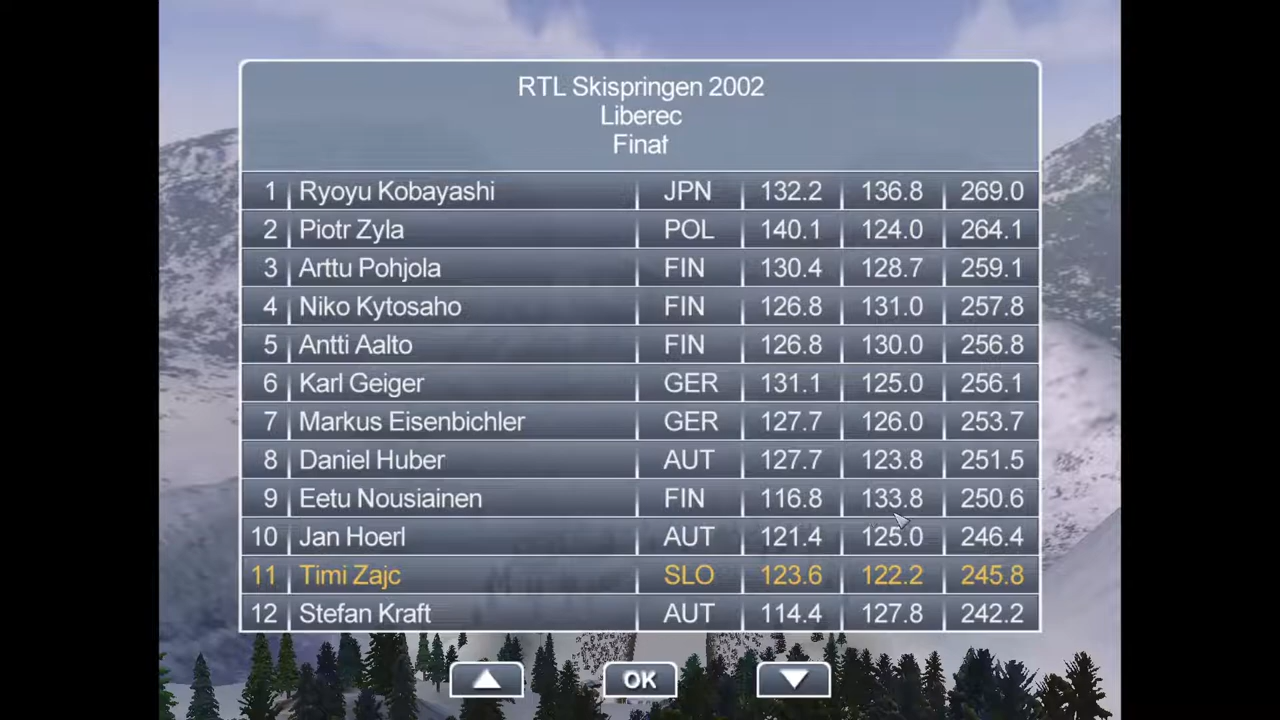 RTL Skispringen 2002
Liberec
Final
1 Ryoyu Kobayashi JPN 132.2 136.8 269.0
2 Piotr Zyla POL 140.1 124.0 264.1
3 Arttu Pohjola FIN 130.4 128.7 259.1
4 Niko Kytosaho FIN 126.8 131.0 257.8
5 Antti Aalto FIN 126.8 130.0 256.8
6 Karl Geiger GER 131.1 125.0 256.1
7 Markus Eisenbichler GER 127.7 126.0 253.7
8 Daniel Huber AUT 127.7 123.8 251.5
9 Eetu Nousiainen FIN 116.8 133.8 250.6
10 Jan Hoerl AUT 121.4 125.0 246.4
11 Timi Zajc SLO 123.6 122.2 245.8
12 Stefan Kraft AUT 114.4 127.8 242.2
OK